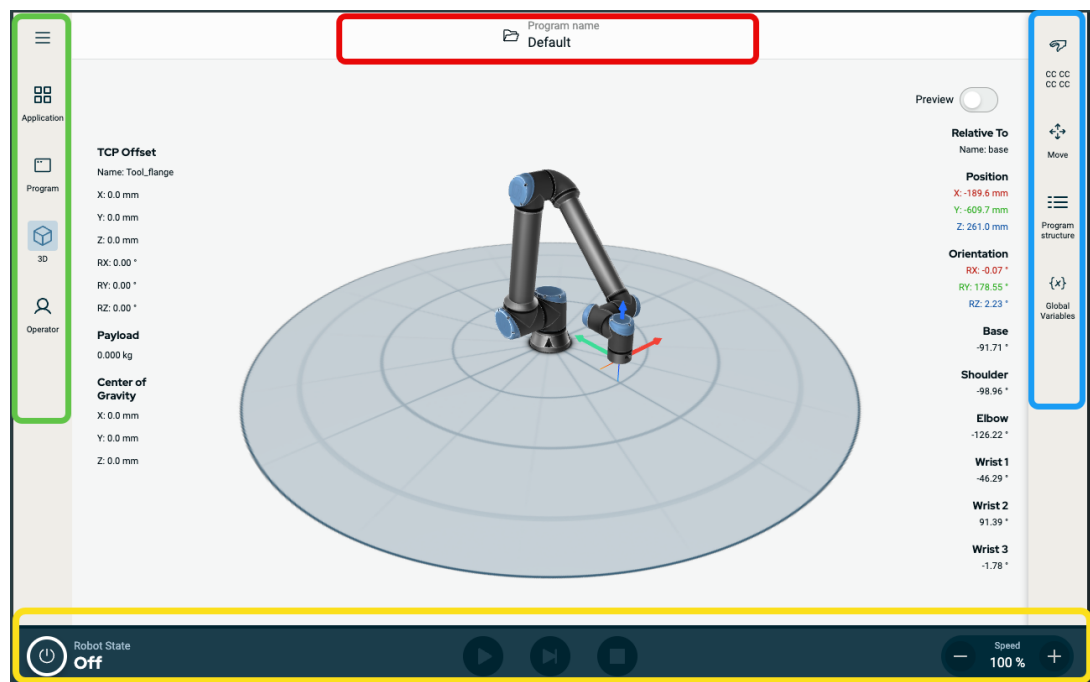 Program name
Default
Application
Program
3D
Operator
TCP Offset
Name: Tool_flange
X: 0.0 mm
Y: 0.0 mm
Z: 0.0 mm
RX: 0.00 °
RY: 0.00 °
RZ: 0.00 °
Payload
0.000 kg
Center of
Gravity
X: 0.0 mm
Y: 0.0 mm
Z: 0.0 mm
Preview
Relative To
Name: base
Position
X: -189.6 mm
Y: -609.7 mm
Z: 261.0 mm
Orientation
RX: -0.07 °
RY: 178.55 °
RZ: 2.23 °
Base
-91.71 °
Shoulder
-98.96 °
Elbow
-126.22 °
Wrist 1
-46.29 °
Wrist 2
91.39 °
Wrist 3
-1.78 °
CC CC
CC CC
Move
Program
structure
{x}
Global
Variables
Robot State
Off
Speed
100 %